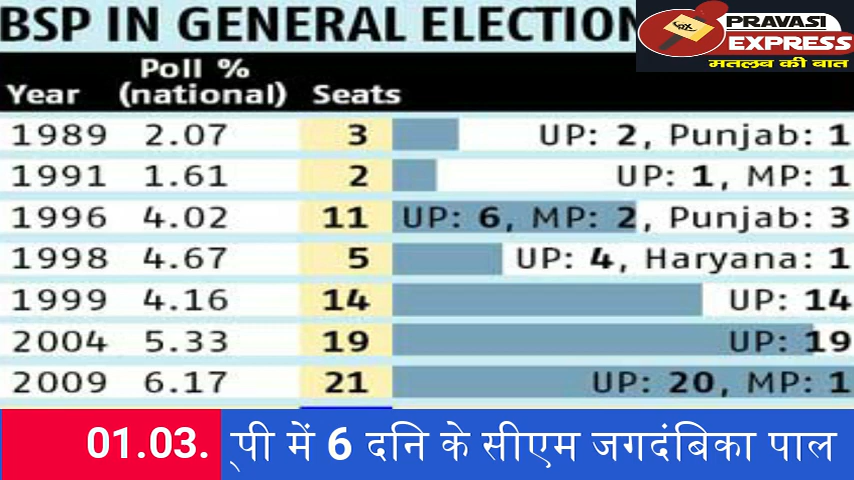 BSP IN GENERAL ELECTION
PRAVASI
EXPRESS
मतलब की बात
Year Poll % (national) Seats
1989 2.07 3 UP: 2, Punjab: 1
1991 1.61 2 UP: 1, MP: 1
1996 4.02 11 UP: 6, MP: 2, Punjab: 3
1998 4.67 5 UP: 4, Haryana: 1
1999 4.16 14 UP: 14
2004 5.33 19 UP: 19
2009 6.17 21 UP: 20, MP: 1
01.03. पी में 6 दनि के सीएम जगदंबिका पाल